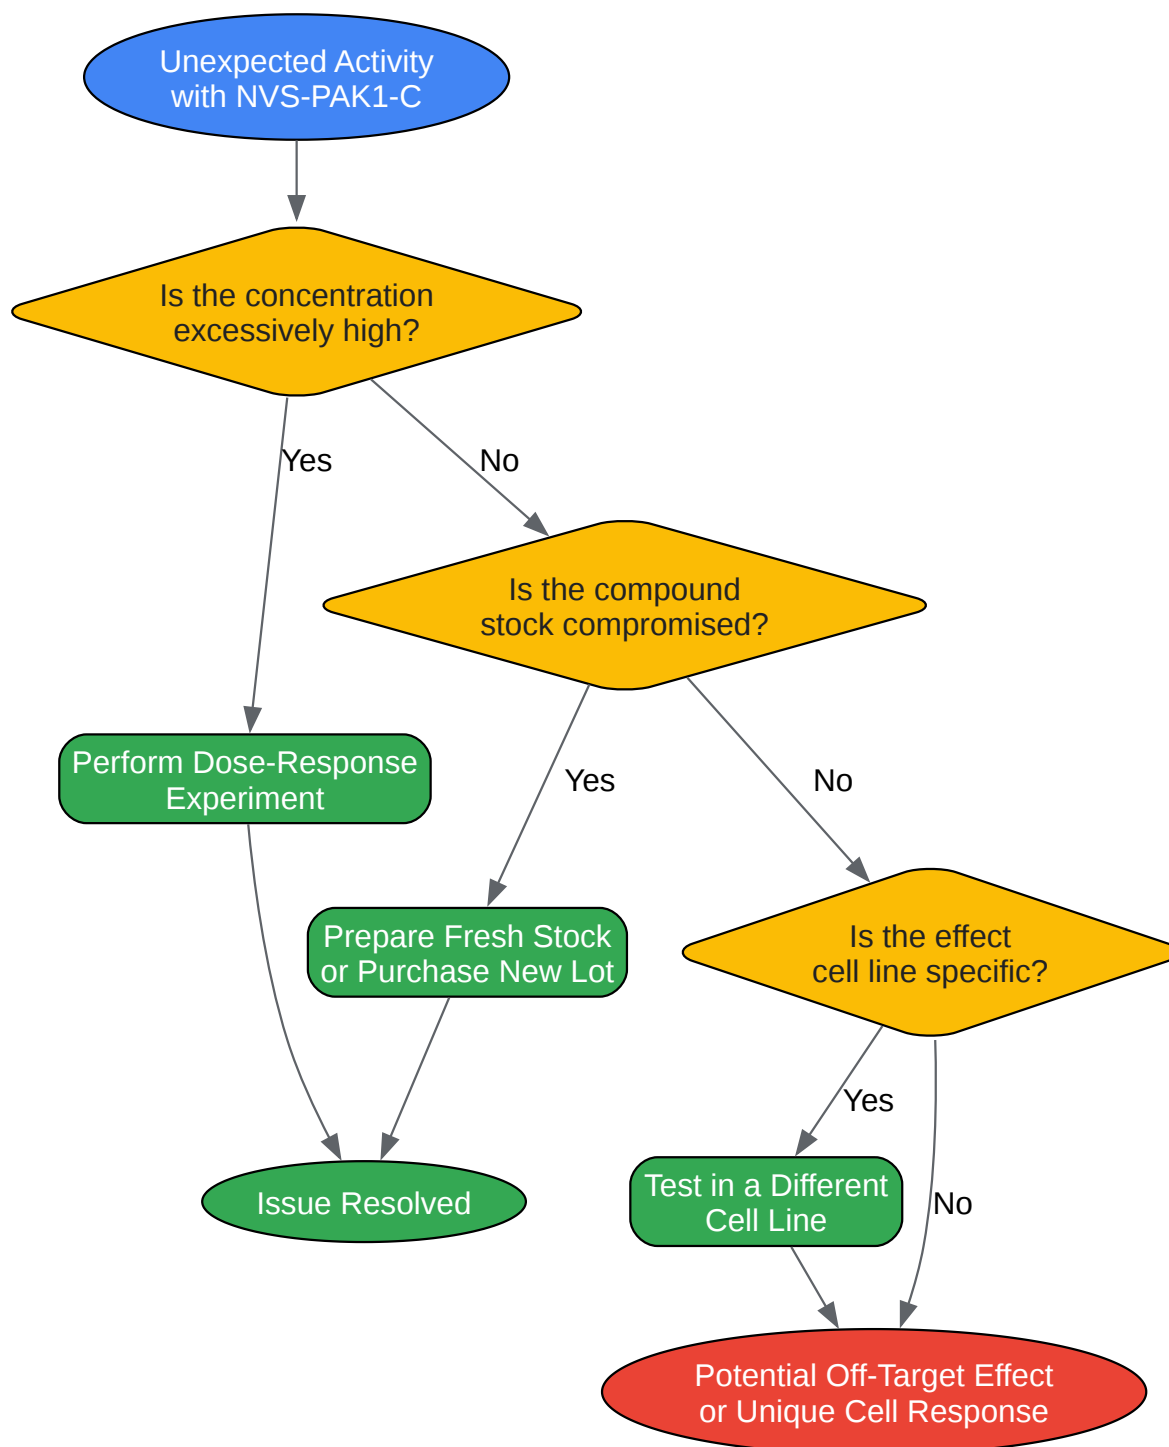 Unexpected Activity
with NVS-PAK1-C
Is the concentration
excessively high?
Yes
No
Is the compound
stock compromised?
Perform Dose-Response
Experiment
Yes
No
Prepare Fresh Stock
or Purchase New Lot
Is the effect
cell line specific?
Yes
Issue Resolved
Test in a Different
Cell Line
No
Potential Off-Target Effect
or Unique Cell Response